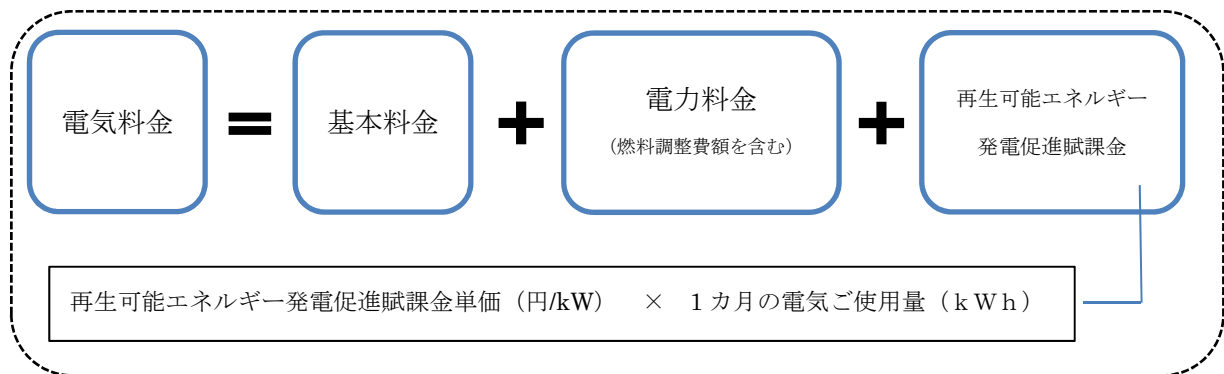 電気料金 = 基本料金 + 電力料金 + 再生可能エネルギー
(燃料調整費額を含む) 発電促進賦課金
再生可能エネルギー発電促進賦課金単価（円/kW） × １カ月の電気ご使用量（ｋＷｈ）